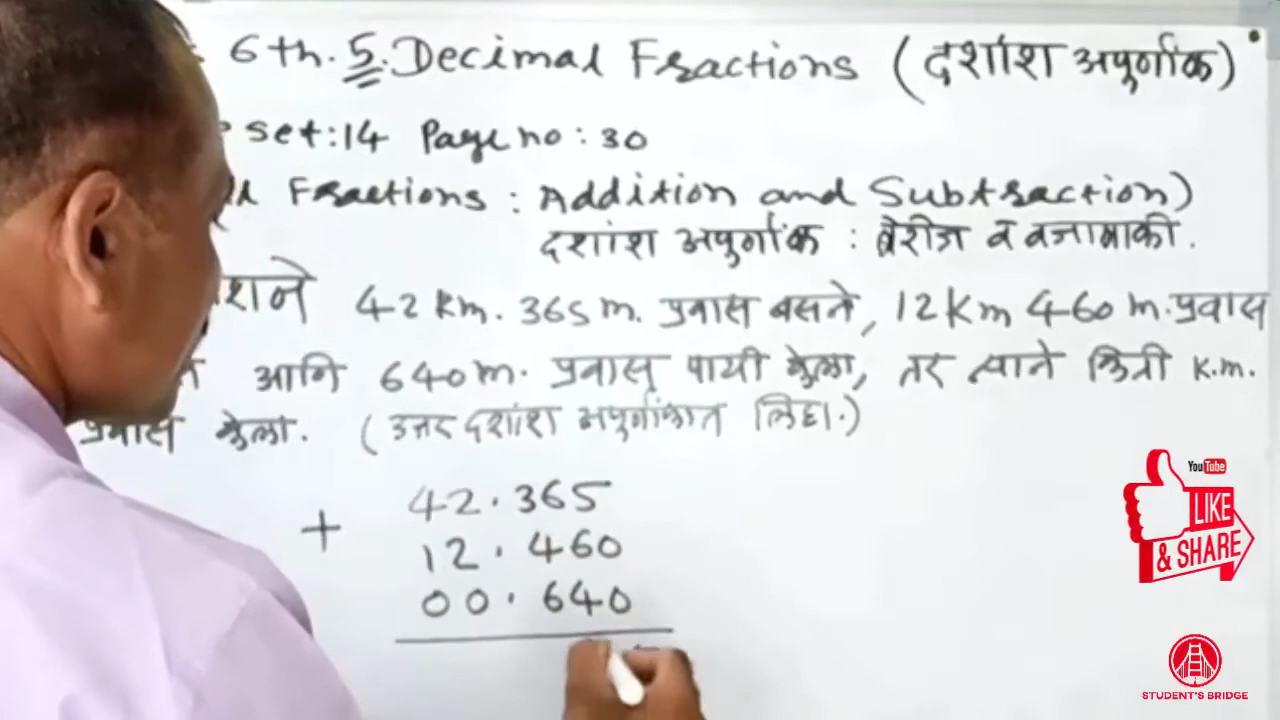 6th. 5. Decimal Fractions (दशांश अपुर्णांक)
set:14 Page no: 30
Fractions : Addition and Subtraction)
दशांश अपुर्णांक : बेरीज व वजाबाकी.
42 km. 365 m. प्रवास बसने, 12 Km 460 m. प्रवास
आणि 640 m. प्रवास पायी केला, तर त्याने किती K.m.
प्रवास केला. (उत्तर दशांश अपुर्णांकात लिहा.)
42.365
+
12.460
00.640
YouTube
LIKE
& SHARE
STUDENT'S BRIDGE